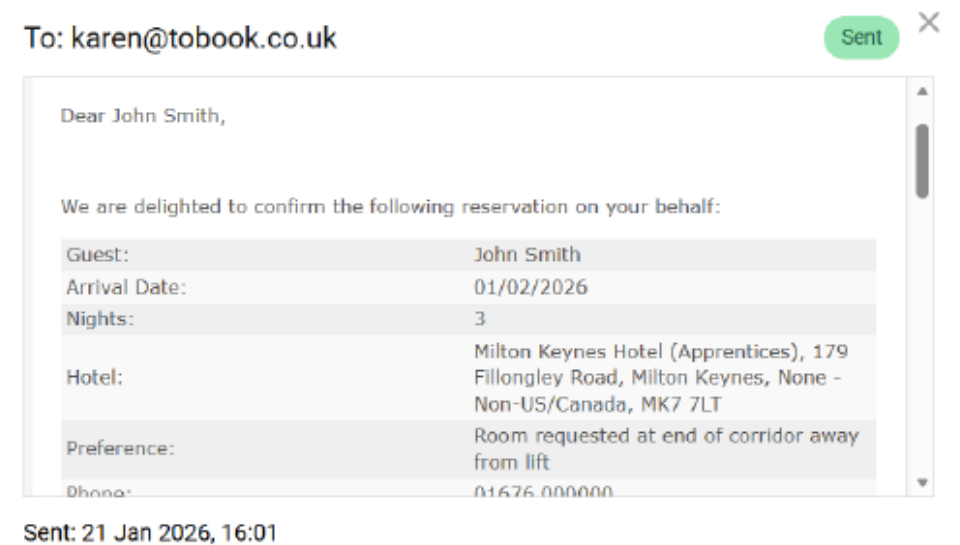 To: karen@tobook.co.uk
Sent
Dear John Smith,
We are delighted to confirm the following reservation on your behalf:
Guest: John Smith
Arrival Date: 01/02/2026
Nights: 3
Hotel: Milton Keynes Hotel (Apprentices), 179
Fillongley Road, Milton Keynes, None -
Non-US/Canada, MK7 7LT
Preference: Room requested at end of corridor away
from lift
Phone: 01676 000000
Sent: 21 Jan 2026, 16:01